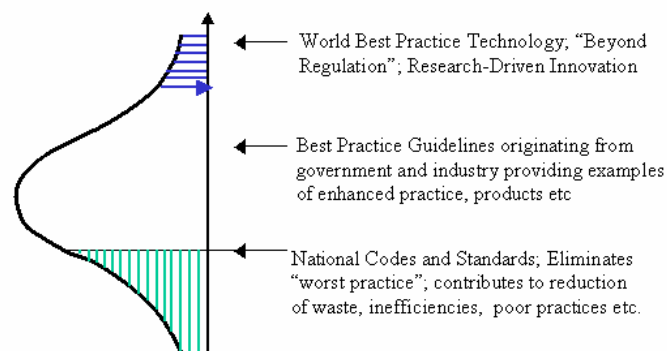 World Best Practice Technology; “Beyond
Regulation”; Research-Driven Innovation
Best Practice Guidelines originating from
government and industry providing examples
of enhanced practice, products etc
National Codes and Standards; Eliminates
“worst practice”; contributes to reduction
of waste, inefficiencies, poor practices etc.